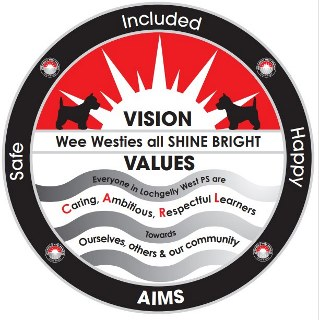 Included
Safe
Happy
VISION
Wee Westies all SHINE BRIGHT
VALUES
Everyone in Lochgelly West PS are
Caring, Ambitious, Respectful Learners
Towards
Ourselves, others & our community
AIMS